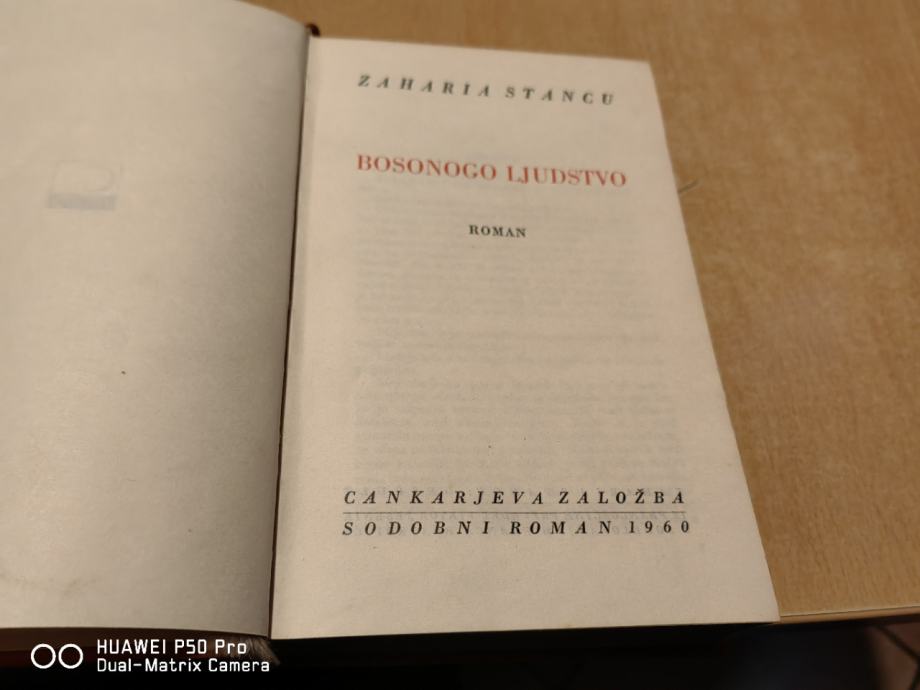 ZAHARIA STANCU
BOSONOGO LJUDSTVO
ROMAN
CANKARJEVA ZALOŽBA
SODOBNI ROMAN 1960
HUAWEI P50 Pro
Dual-Matrix Camera